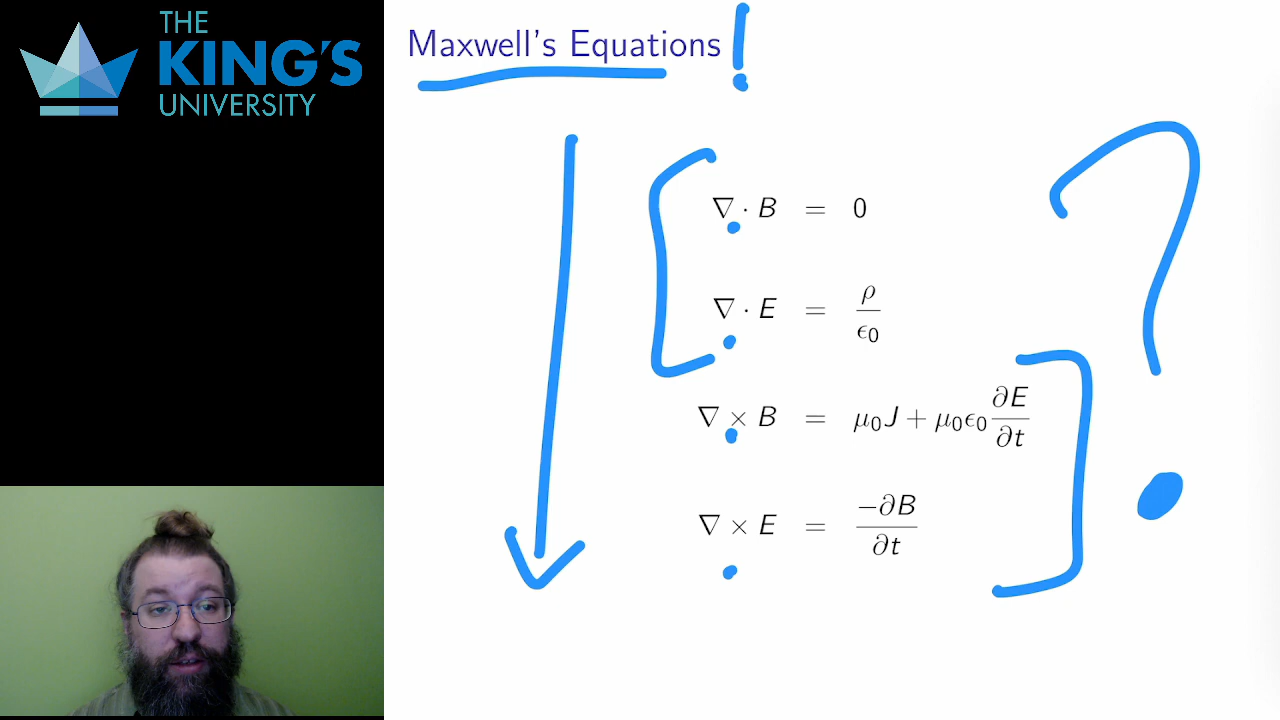 THE
KING'S
UNIVERSITY
Maxwell's Equations !
∇ · B = 0
∇ · E = ρ/ϵ₀
∇ × B = μ₀J + μ₀ϵ₀ ∂E/∂t
∇ × E = −∂B/∂t
?